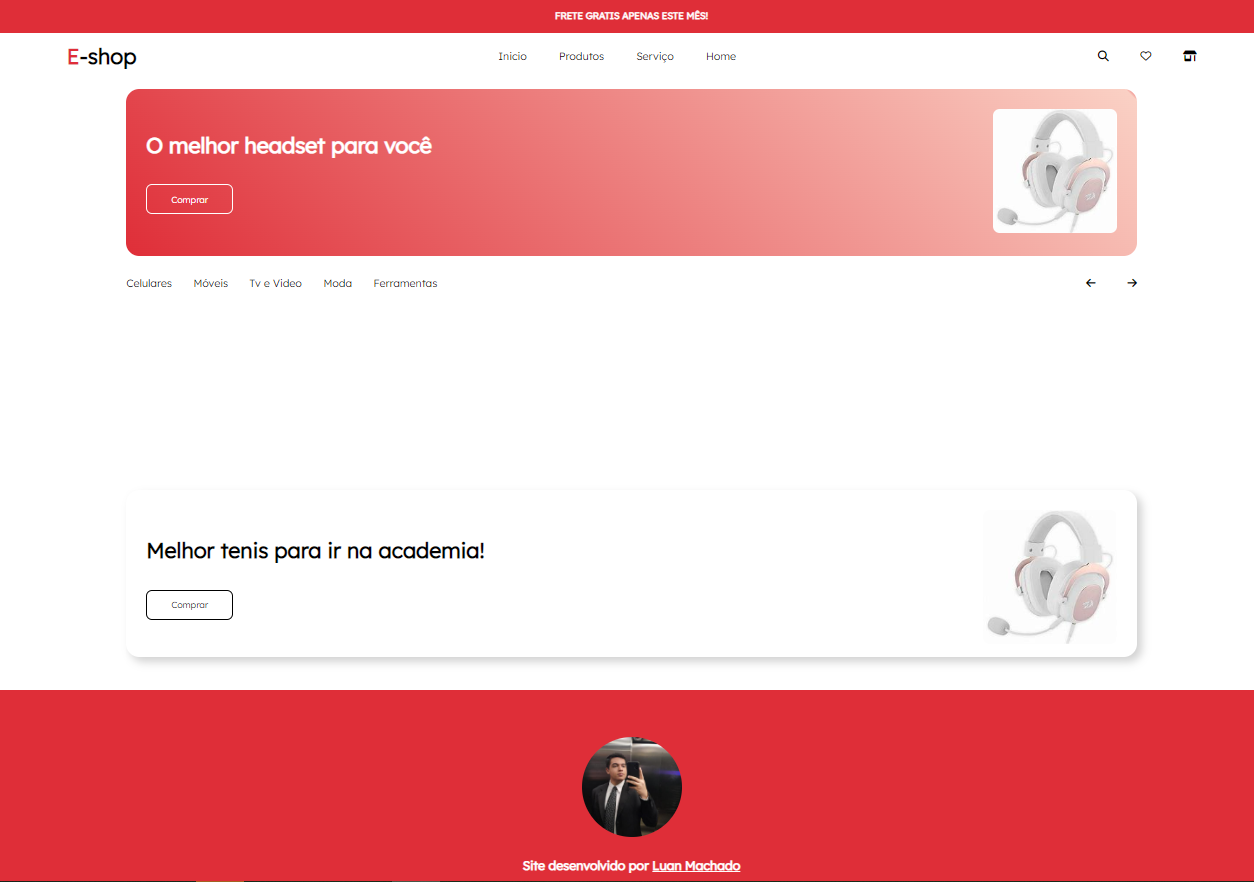 FRETE GRATIS APENAS ESTE MÊS!
E-shop Inicio Produtos Serviço Home
O melhor headset para você
Comprar
Celulares Móveis Tv e Video Moda Ferramentas
Melhor tenis para ir na academia!
Comprar
Site desenvolvido por Luan Machado